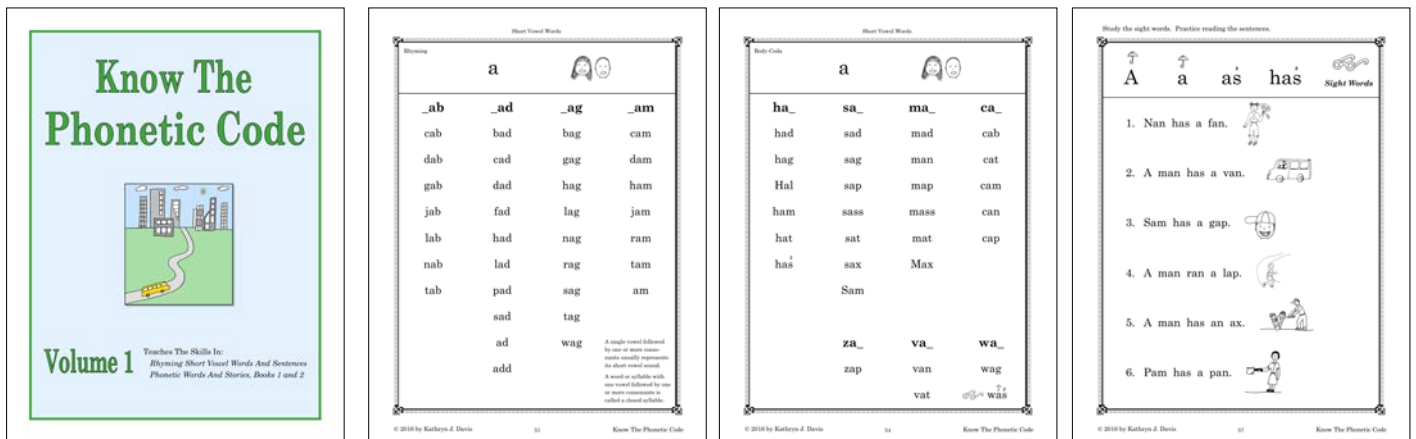 Know The
Phonetic Code
Volume 1
Teaches The Skills In:
Rhyming Short Vowel Words And Sentences
Phonetic Words And Stories, Books 1 and 2
Short Vowel Words
Rhyming
a
_ab _ad _ag _am
cab bad bag cam
dab cad gag dam
gab dad hag ham
jab fad lag jam
lab had nag ram
nab lad rag tam
tab pad sag am
sad tag
ad wag
add
A single vowel followed
by one or more conso-
nants usually represents
its short vowel sound.
A word or syllable with
one vowel followed by one
or more consonants is
called a closed syllable.
© 2016 by Kathryn J. Davis 51 Know The Phonetic Code
Short Vowel Words
Body-Coda
a
ha_ sa_ ma_ ca_
had sad mad cab
hag sag man cat
Hal sap map cam
ham sass mass can
hat sat mat cap
has sax Max
Sam
za_ va_ wa_
zap van wag
vat was
© 2016 by Kathryn J. Davis 54 Know The Phonetic Code
Study the sight words. Practice reading the sentences.
A a as has Sight Words
1. Nan has a fan.
2. A man has a van.
3. Sam has a gap.
4. A man ran a lap.
5. A man has an ax.
6. Pam has a pan.
© 2016 by Kathryn J. Davis 57 Know The Phonetic Code